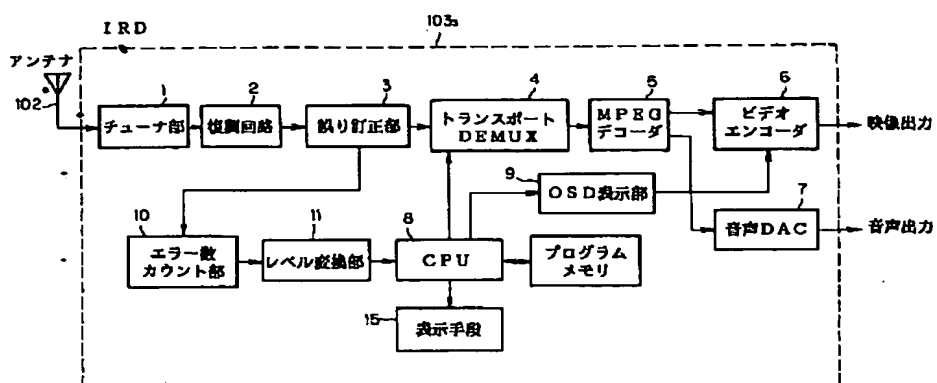 IRD
103a
アンテナ
102
1
チューナ部
2
復調回路
3
誤り訂正部
4
トランスポート
DEMUX
5
MPEG
デコーダ
6
ビデオ
エンコーダ
映像出力
9
OSD表示部
7
音声DAC
音声出力
10
エラー数
カウント部
11
レベル変換部
8
CPU
プログラム
メモリ
15
表示手段